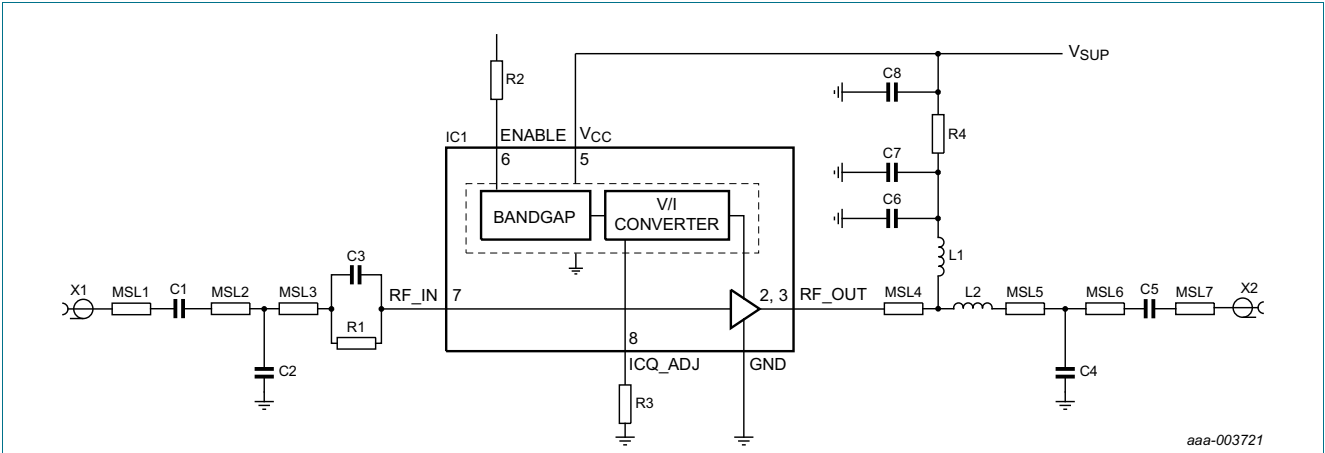 V_SUP
C8
R2
R4
IC1 ENABLE V_CC
6 5
C7
BANDGAP
V/I
CONVERTER
C6
L1
C3
X1 MSL1 C1 MSL2 MSL3
RF_IN 7
2, 3 RF_OUT MSL4
L2 MSL5 MSL6 C5 MSL7 X2
R1
8
ICQ_ADJ
GND
C2
R3
C4
aaa-003721